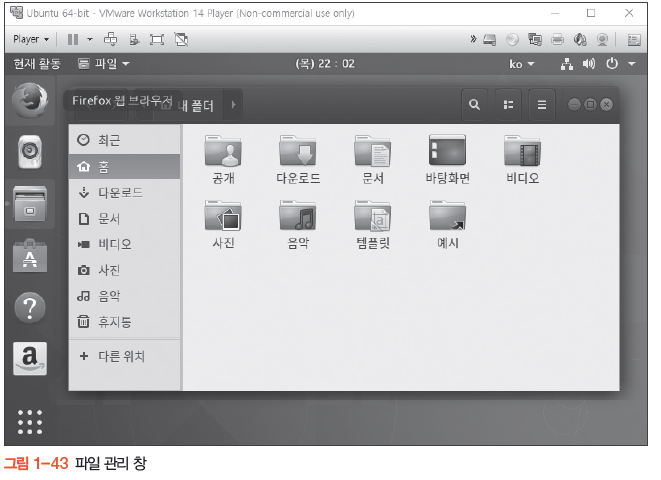 Ubuntu 64-bit - VMware Workstation 14 Player (Non-commercial use only)
Player
현재 활동 파일 (목) 22 : 02 ko
Firefox 웹 브라우저 내 폴더
최근
홈
다운로드
문서
비디오
사진
음악
휴지통
+ 다른 위치
공개 다운로드 문서 바탕화면 비디오
사진 음악 템플릿 예시
그림 1-43 파일 관리 창